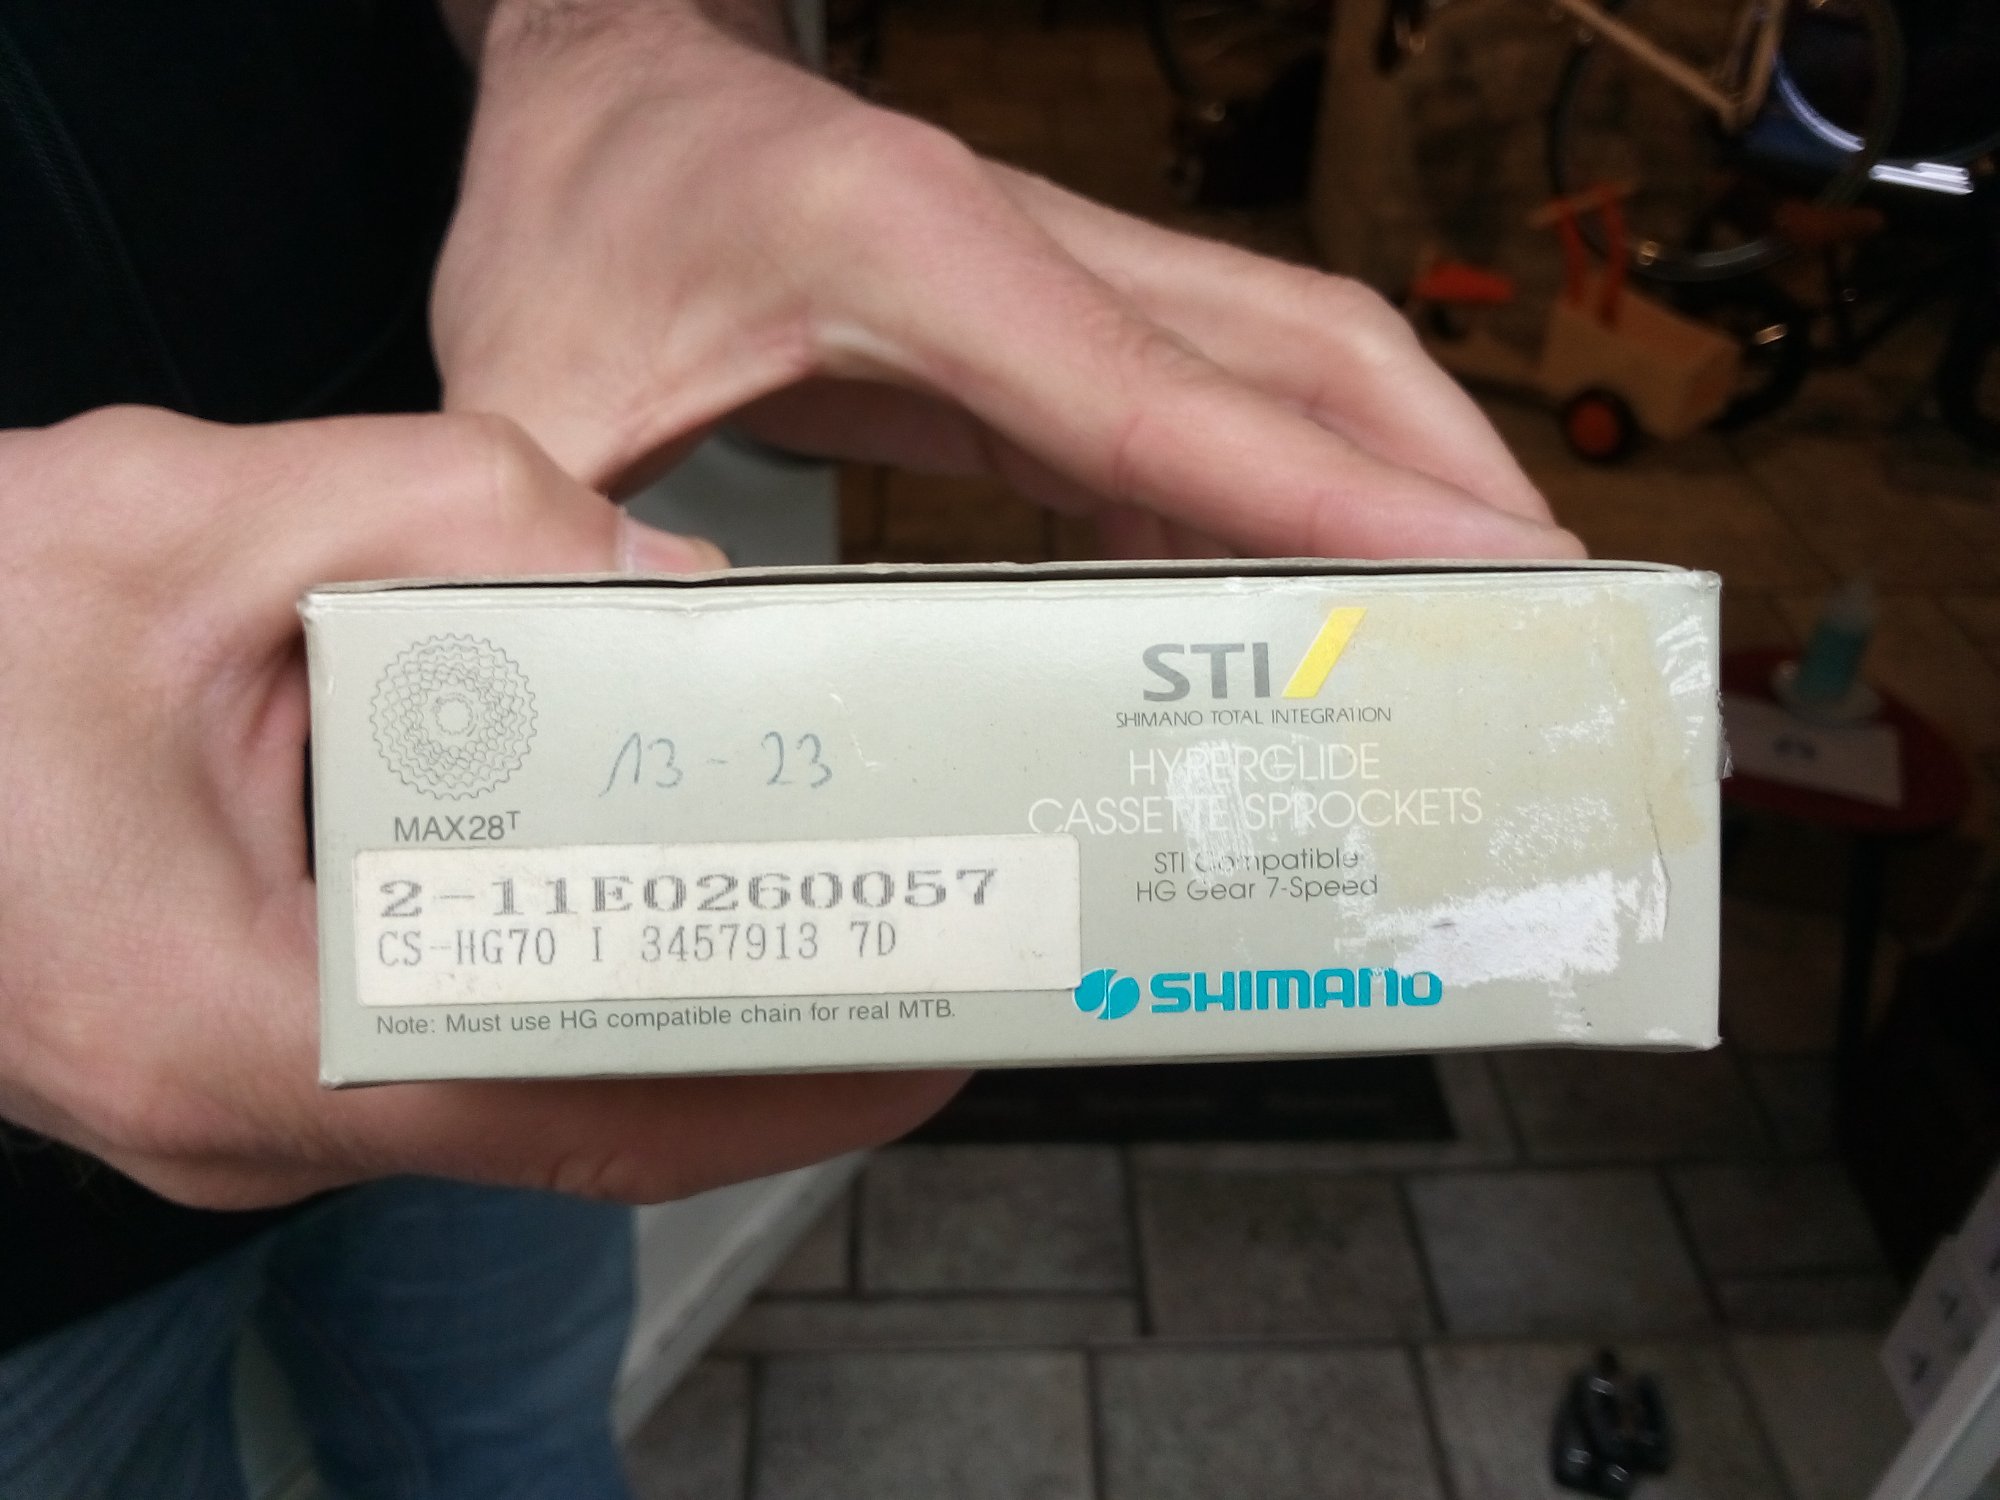 STI
SHIMANO TOTAL INTEGRATION
HYPERGLIDE
CASSETTE SPROCKETS
STI Compatible
HG Gear 7-Speed
SHIMANO
13-23
MAX28T
2-11E0260057
CS-HG70 I 3457913 7D
Note: Must use HG compatible chain for real MTB.